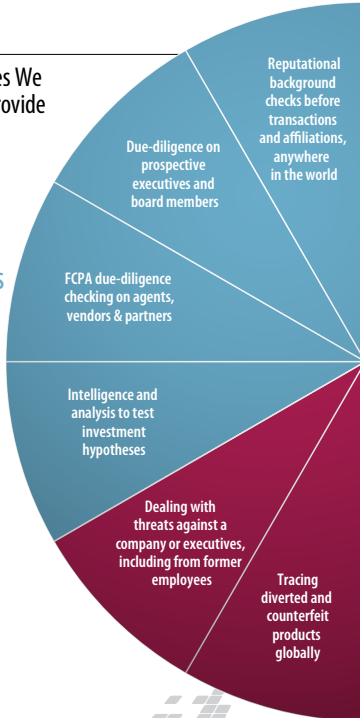 es We
rovide
s
Reputational
background
checks before
transactions
and affiliations,
anywhere
in the world
Due-diligence on
prospective
executives and
board members
FCPA due-diligence
checking on agents,
vendors & partners
Intelligence and
analysis to test
investment
hypotheses
Dealing with
threats against a
company or executives,
including from former
employees
Tracing
diverted and
counterfeit
products
globally